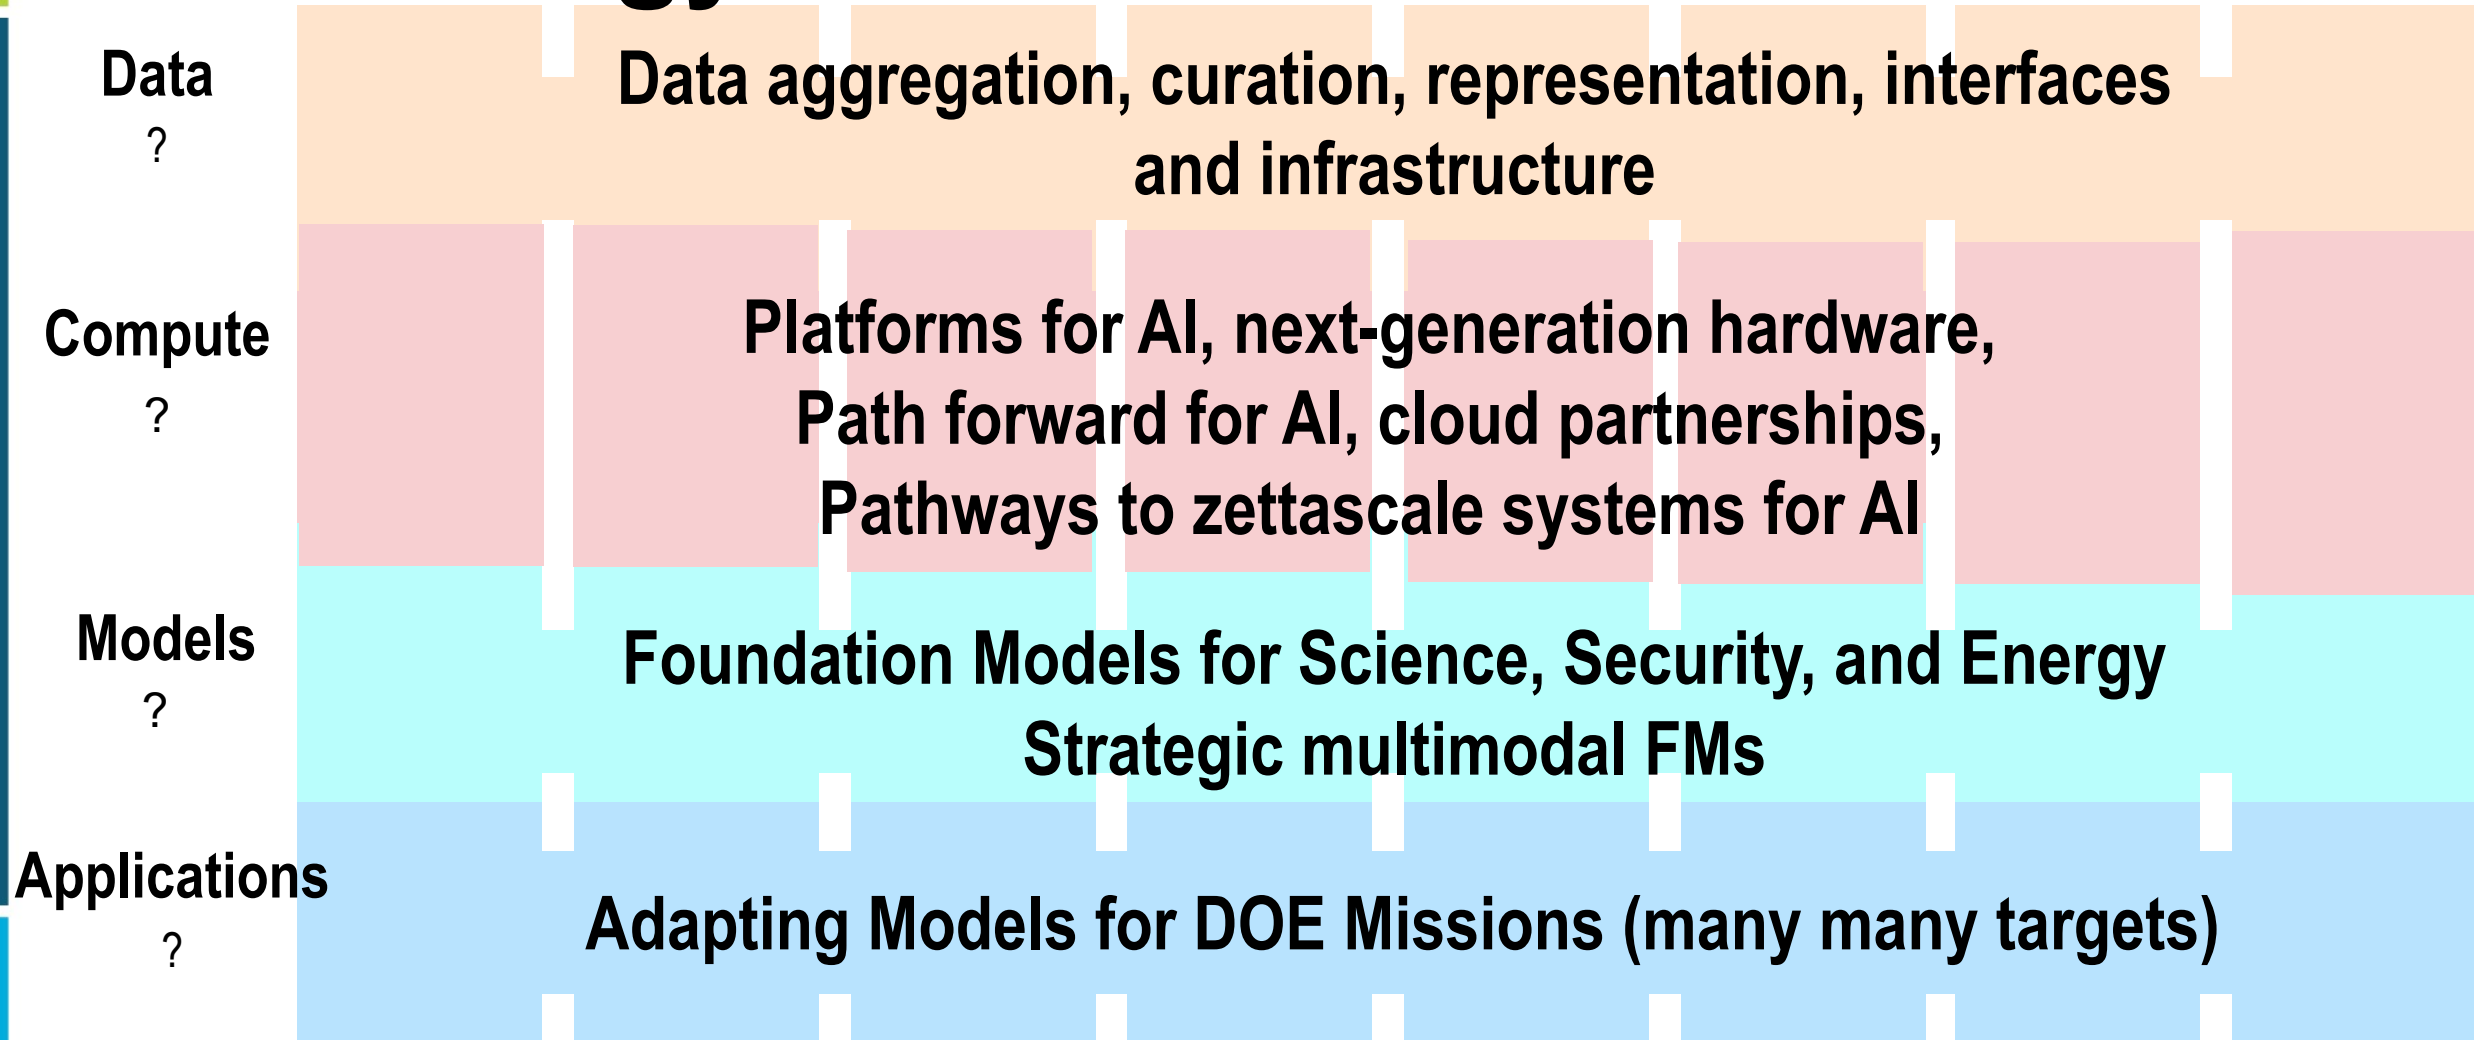 Data
?
Data aggregation, curation, representation, interfaces
and infrastructure
Compute
?
Platforms for AI, next-generation hardware,
Path forward for AI, cloud partnerships,
Pathways to zettascale systems for AI
Models
?
Foundation Models for Science, Security, and Energy
Strategic multimodal FMs
Applications
?
Adapting Models for DOE Missions (many many targets)